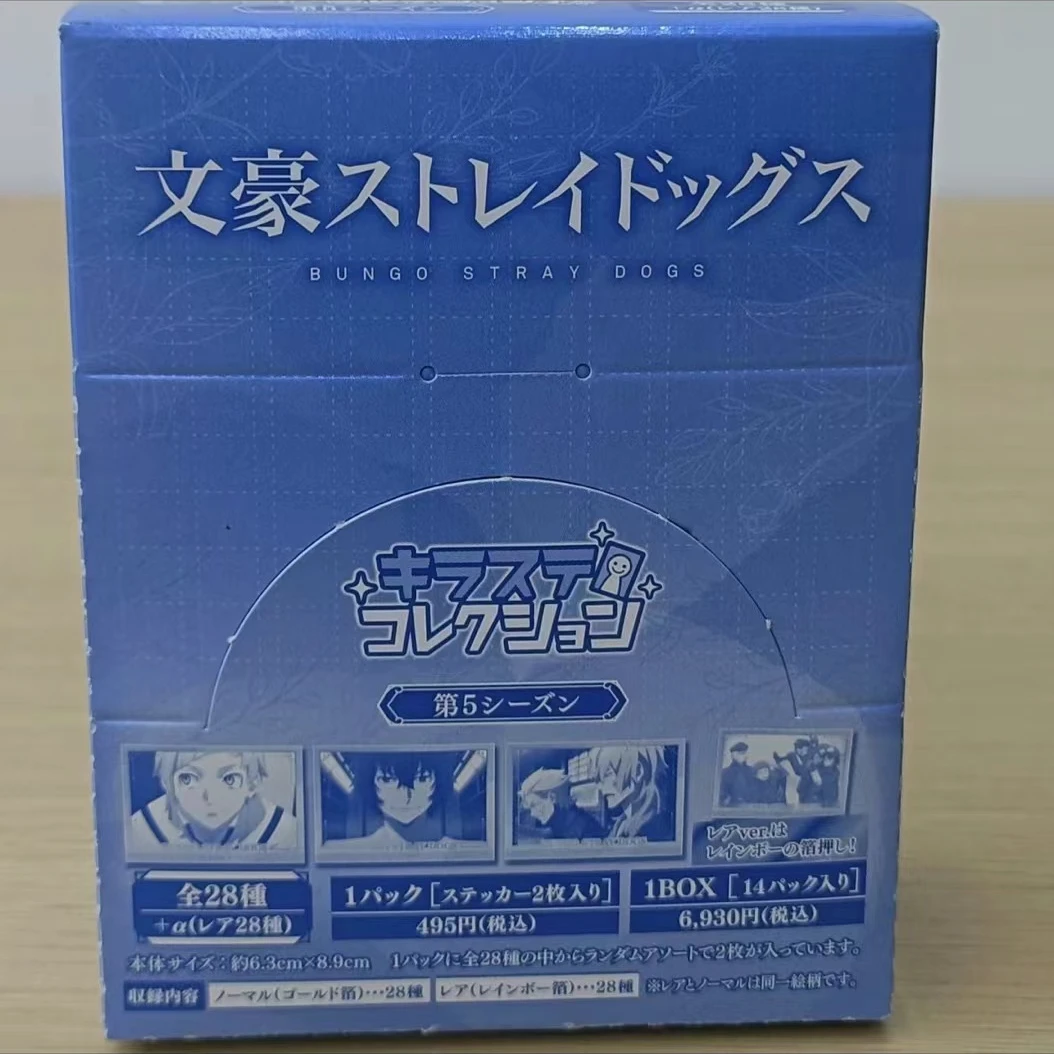 第5シーズン
文豪ストレイドッグス
BUNGO STRAY DOGS
キラステ
コレクション
第5シーズン
レアver.は
レインボーの箔押し!
全28種
+α(レア28種)
1パック[ステッカー2枚入り]
495円(税込)
1BOX[14パック入り]
6,930円(税込)
本体サイズ:約6.3cm×8.9cm 1パックに全28種の中からランダムアソートで2枚が入っています。
収録内容 ノーマル(ゴールド箔)…28種 レア(レインボー箔)…28種 ※レアとノーマルは同一絵柄です。